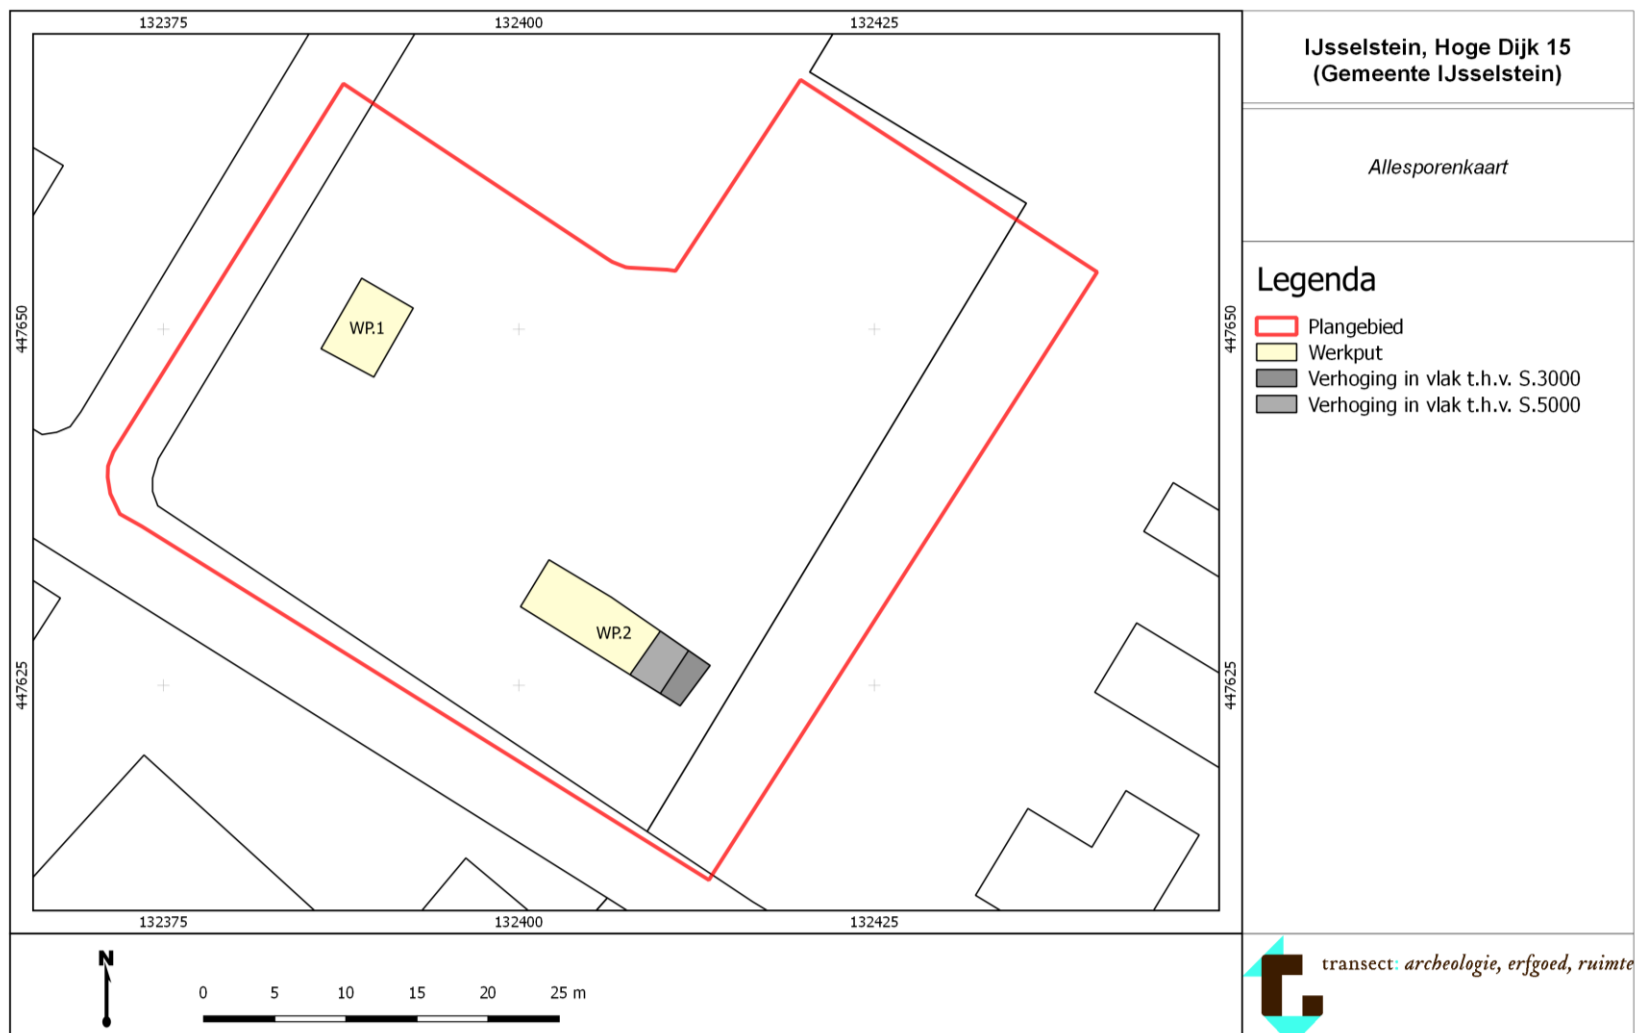 132375 132400 132425
447650
447625
WP.1
WP.2
447650
447625
132375 132400 132425
N
0 5 10 15 20 25 m
IJsselstein, Hoge Dijk 15
(Gemeente IJsselstein)
Allesporenkaart
Legenda
Plangebied
Werkput
Verhoging in vlak t.h.v. S.3000
Verhoging in vlak t.h.v. S.5000
transect: archeologie, erfgoed, ruimte